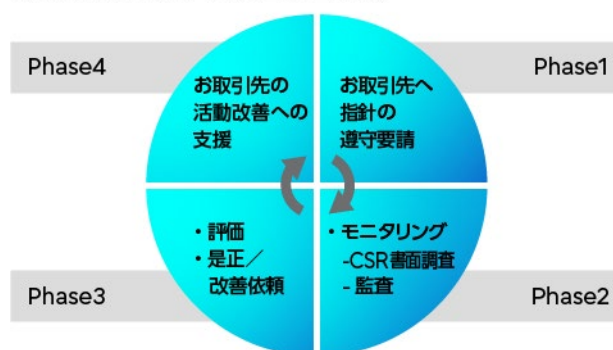 Phase4
お取引先の
活動改善への
支援
Phase1
お取引先へ
指針の
遵守要請
Phase3
・評価
・是正／
改善依頼
Phase2
・モニタリング
-CSR書面調査
-監査